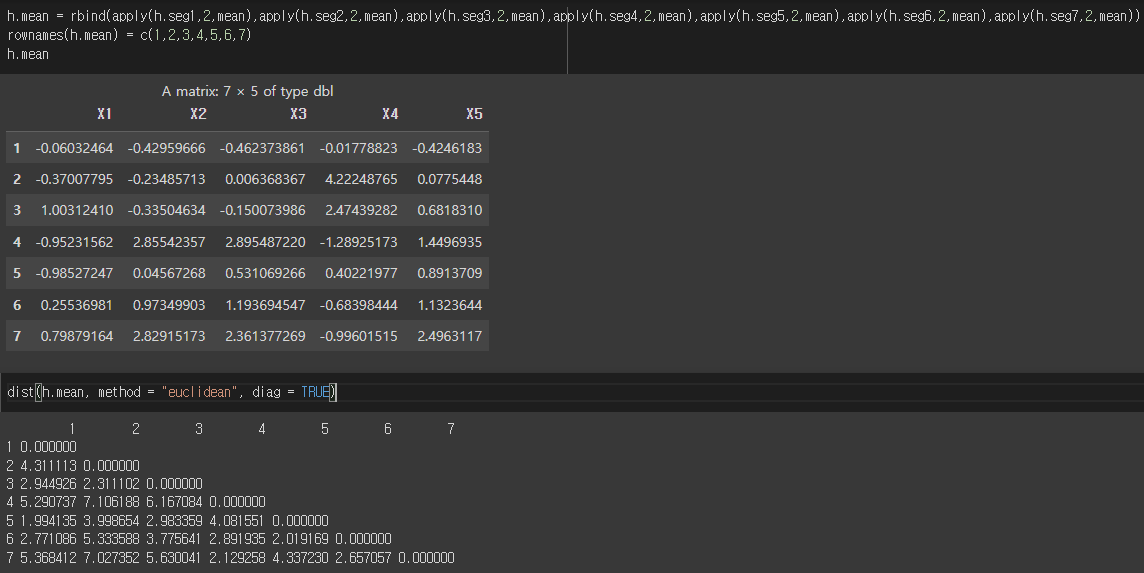 h.mean = rbind(apply(h.seg1,2,mean),apply(h.seg2,2,mean),apply(h.seg3,2,mean),apply(h.seg4,2,mean),apply(h.seg5,2,mean),apply(h.seg6,2,mean),apply(h.seg7,2,mean))
rownames(h.mean) = c(1,2,3,4,5,6,7)
h.mean
A matrix: 7 × 5 of type dbl
X1 X2 X3 X4 X5
1 -0.06032464 -0.42959666 -0.462373861 -0.01778823 -0.4246183
2 -0.37007795 -0.23485713 0.006368367 4.22248765 0.0775448
3 1.00312410 -0.33504634 -0.150073986 2.47439282 0.6818310
4 -0.95231562 2.85542357 2.895487220 -1.28925173 1.4496935
5 -0.98527247 0.04567268 0.531069266 0.40221977 0.8913709
6 0.25536981 0.97349903 1.193694547 -0.68398444 1.1323644
7 0.79879164 2.82915173 2.361377269 -0.99601515 2.4963117
dist(h.mean, method = "euclidean", diag = TRUE)
1 2 3 4 5 6 7
1 0.000000
2 4.311113 0.000000
3 2.944926 2.311102 0.000000
4 5.290737 7.106188 6.167084 0.000000
5 1.994135 3.998654 2.983359 4.081551 0.000000
6 2.771086 5.333588 3.775641 2.891935 2.019169 0.000000
7 5.368412 7.027352 5.630041 2.129258 4.337230 2.657057 0.000000